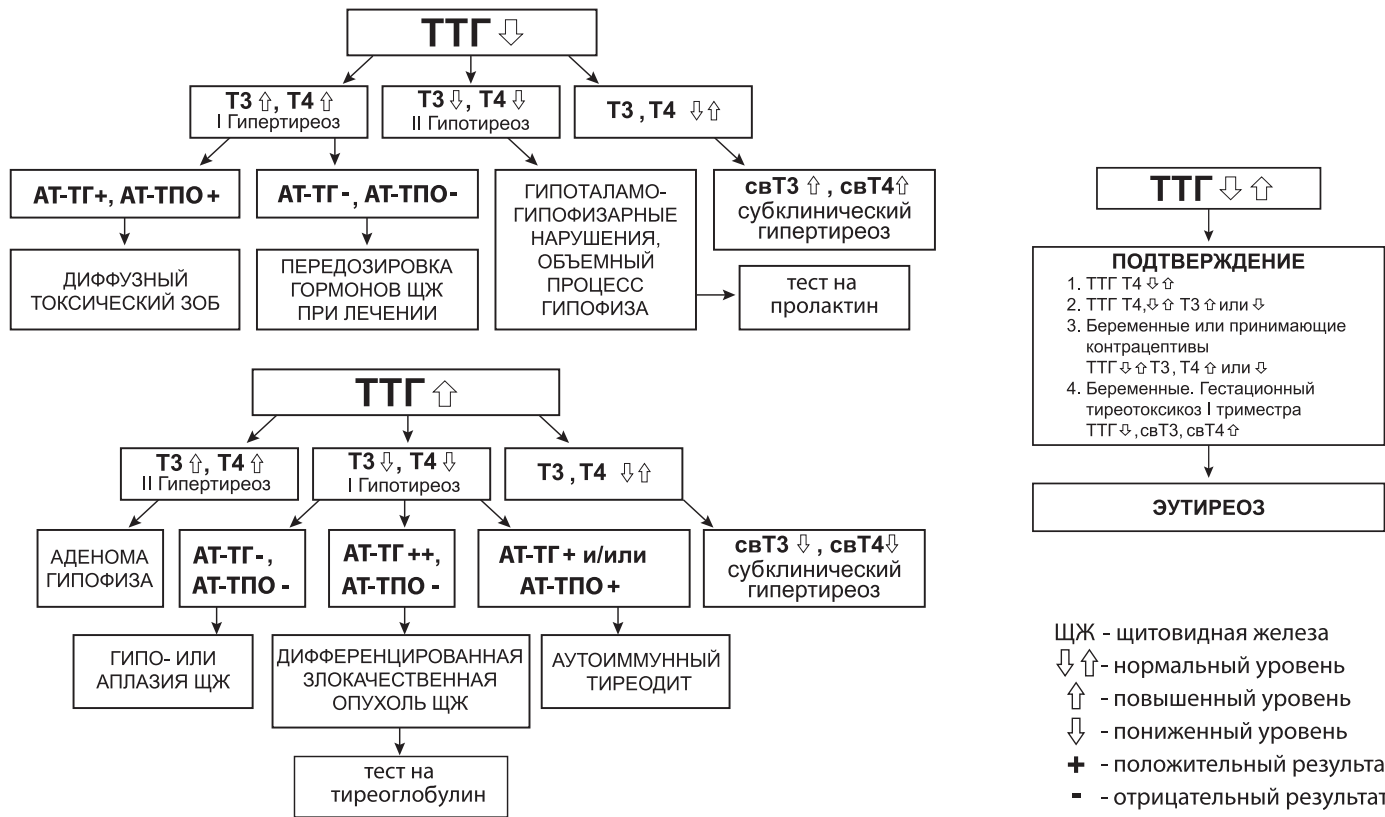 ТТГ ⇩
Т3 ⇧, Т4 ⇧
I Гипертиреоз
Т3 ⇩, Т4 ⇩
II Гипотиреоз
Т3 , Т4 ⇩⇧
АТ-ТГ+, АТ-ТПО +
АТ-ТГ -, АТ-ТПО-
ГИПОТАЛАМО-
ГИПОФИЗАРНЫЕ
НАРУШЕНИЯ,
ОБЪЕМНЫЙ
ПРОЦЕСС
ГИПОФИЗА
свТ3 ⇧ , свТ4⇧
субклинический
гипертиреоз
ДИФФУЗНЫЙ
ТОКСИЧЕСКИЙ ЗОБ
ПЕРЕДОЗИРОВКА
ГОРМОНОВ ЩЖ
ПРИ ЛЕЧЕНИИ
тест на
пролактин
ТТГ ⇧
Т3 ⇧, Т4 ⇧
II Гипертиреоз
Т3 ⇩, Т4 ⇩
I Гипотиреоз
Т3 , Т4 ⇩⇧
АДЕНОМА
ГИПОФИЗА
АТ-ТГ -,
АТ-ТПО -
АТ-ТГ ++,
АТ-ТПО -
АТ-ТГ + и/или
АТ-ТПО +
свТ3 ⇩ , свТ4⇩
субклинический
гипертиреоз
ГИПО- ИЛИ
АПЛАЗИЯ ЩЖ
ДИФФЕРЕНЦИРОВАННАЯ
ЗЛОКАЧЕСТВЕННАЯ
ОПУХОЛЬ ЩЖ
АУТОИММУННЫЙ
ТИРЕОДИТ
тест на
тиреоглобулин
ТТГ ⇩⇧
ПОДТВЕРЖДЕНИЕ
1. ТТГ Т4 ⇩⇧
2. ТТГ Т4,⇩⇧ Т3 ⇧ или ⇩
3. Беременные или принимающие
контрацептивы
ТТГ ⇩⇧ Т3, Т4 ⇧ или ⇩
4. Беременные. Гестационный
тиреотоксикоз I триместра
ТТГ⇩, свТ3, свТ4⇧
ЭУТИРЕОЗ
ЩЖ - щитовидная железа
⇩⇧- нормальный уровень
⇧ - повышенный уровень
⇩ - пониженный уровень
+ - положительный результа
- - отрицательный результат